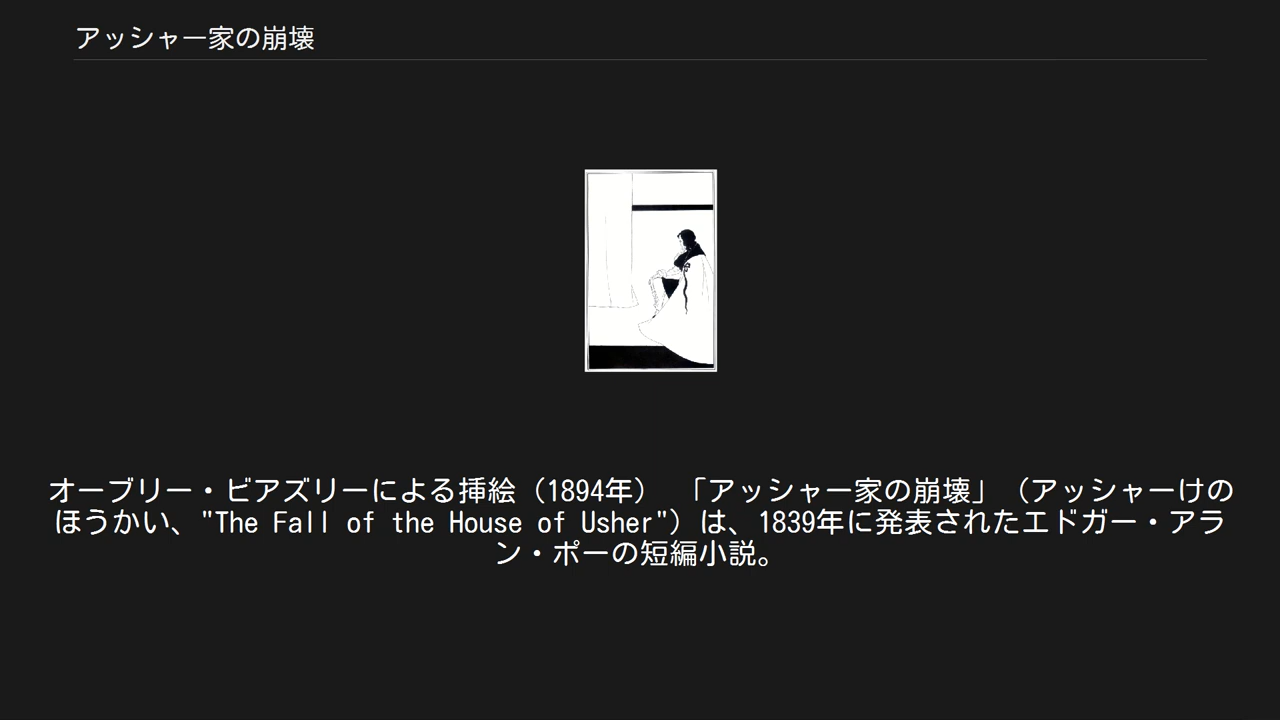 アッシャー家の崩壊
オーブリー・ビアズリーによる挿絵（1894年） 「アッシャー家の崩壊」（アッシャーけの
ほうかい、"The Fall of the House of Usher"）は、1839年に発表されたエドガー・アラ
ン・ポーの短編小説。